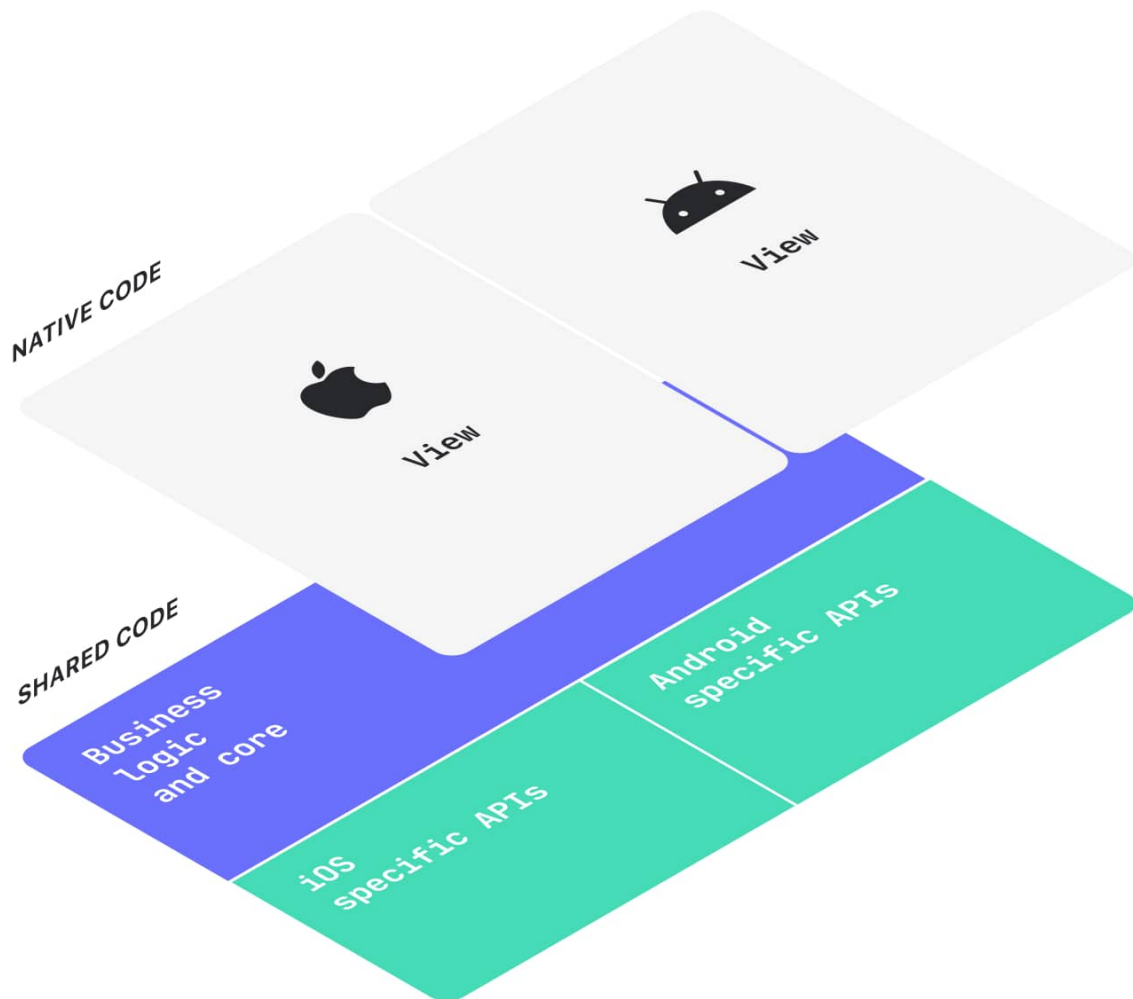 NATIVE CODE
View
View
SHARED CODE
Business
logic
and core
Android
specific APIs
iOS
specific APIs